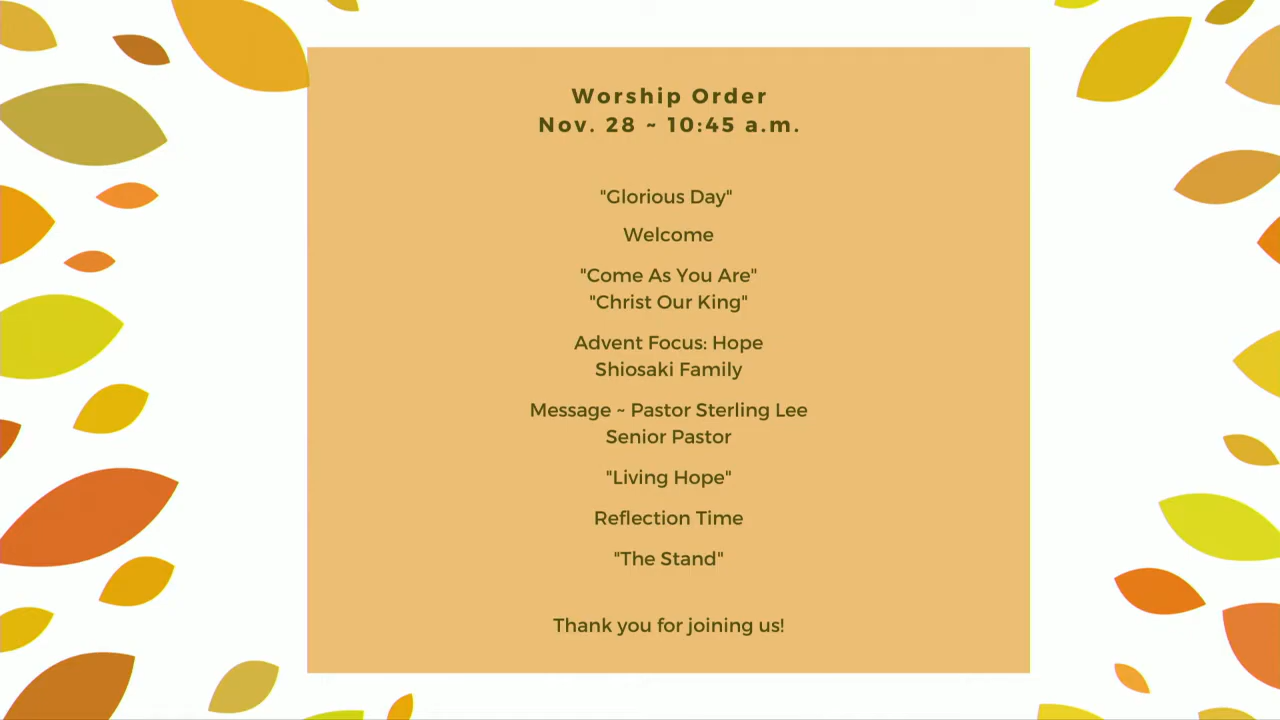 Worship Order
Nov. 28 ~ 10:45 a.m.
"Glorious Day"
Welcome
"Come As You Are"
"Christ Our King"
Advent Focus: Hope
Shiosaki Family
Message ~ Pastor Sterling Lee
Senior Pastor
"Living Hope"
Reflection Time
"The Stand"
Thank you for joining us!